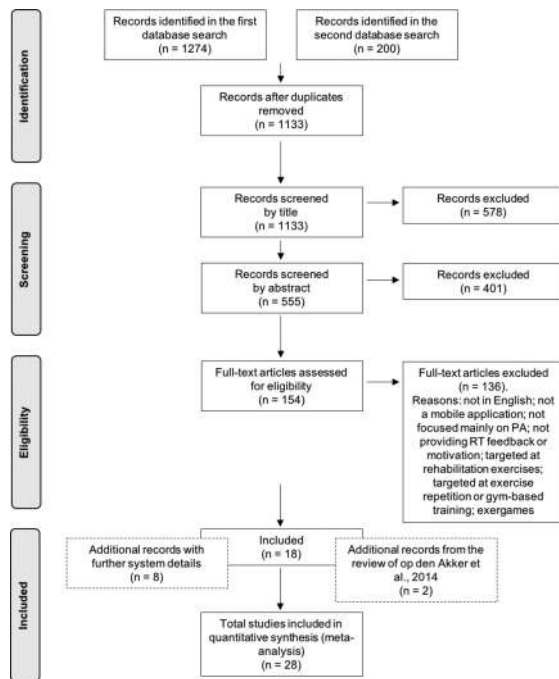 Identification
Records identified in the first
database search
(n = 1274)
Records identified in the
second database search
(n = 200)
Records after duplicates
removed
(n = 1133)
Screening
Records screened
by title
(n = 1133)
Records excluded
(n = 578)
Records screened
by abstract
(n = 555)
Records excluded
(n = 401)
Eligibility
Full-text articles assessed
for eligibility
(n = 154)
Full-text articles excluded
(n = 136).
Reasons: not in English; not
a mobile application; not
focused mainly on PA; not
providing RT feedback or
motivation; targeted at
rehabilitation exercises;
targeted at exercise
repetition or gym-based
training; exergames
Included
Included
(n = 18)
Additional records with
further system details
(n = 8)
Additional records from the
review of op den Akker et
al., 2014
(n = 2)
Total studies included in
quantitative synthesis (meta-
analysis)
(n = 28)